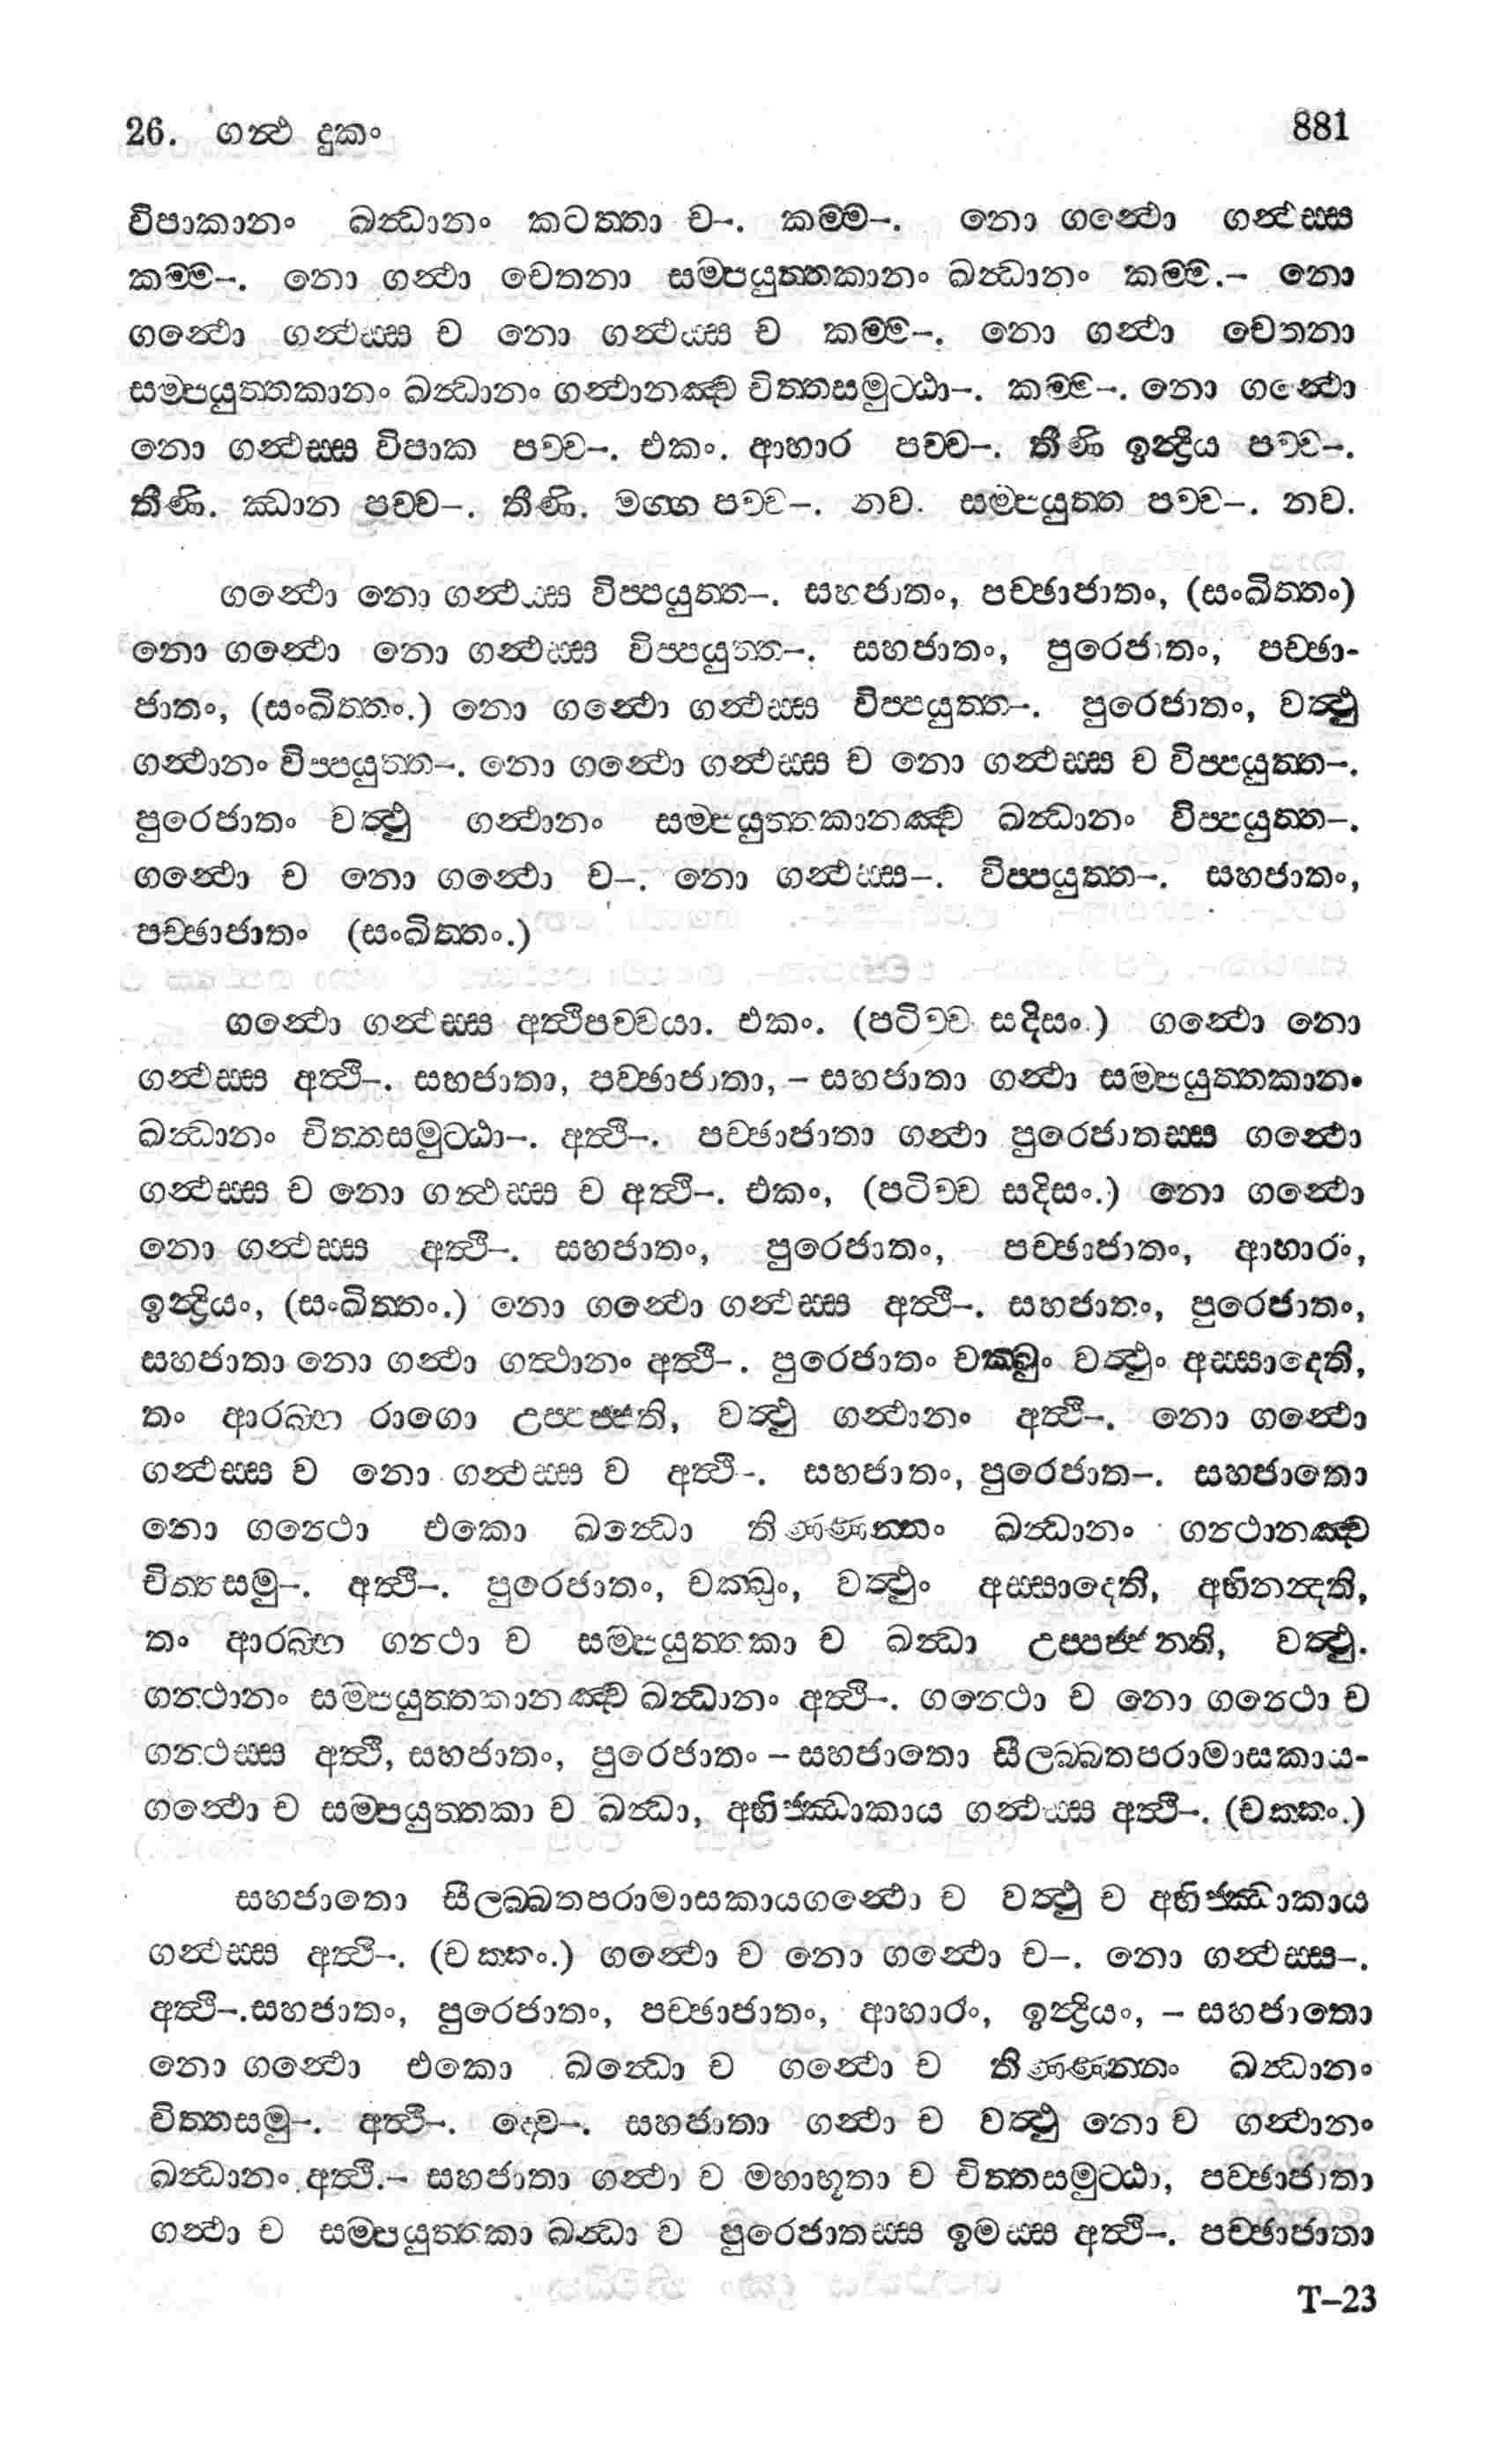 26. ගන්ථ දුකං 881
විපාකානං ඛන්ධානං කටත්තා ච–. කම්ම–. නො ගන්ථො ගන්ථස්ස
කම්ම–. නො ගන්ථා චෙතනා සම්පයුත්තකානං ඛන්ධානං කම්ම.– නො
ගන්ථො ගන්ථස්ස ච නො ගන්ථස්ස ච කම්ම–. නො ගන්ථා චෙතනා
සම්පයුත්තකානං ඛන්ධානං ගන්ථානඤ්ච චිත්තසමුට්ඨා–. කම්ම–. නො ගන්ථො
නො ගන්ථස්ස විපාක පච්ච–. එකං. ආහාර පච්ච–. තීණි ඉන්ද්‍රිය පච්ච–.
තීණි. ඣාන පච්ච–. තීණි. මග්ග පච්ච–. නව. සම්පයුත්ත පච්ච–. නව.
ගන්ථො නො ගන්ථස්ස විප්පයුත්ත–. සහජාතං, පච්ඡාජාතං, (සංඛිත්තං)
නො ගන්ථො නො ගන්ථස්ස විප්පයුත්ත–. සහජාතං, පුරෙජාතං, පච්ඡා-
ජාතං, (සංඛිත්තං.) නො ගන්ථො ගන්ථස්ස විප්පයුත්ත–. පුරෙජාතං, වත්ථු
ගන්ථානං විප්පයුත්ත–. නො ගන්ථො ගන්ථස්ස ච නො ගන්ථස්ස ච විප්පයුත්ත–.
පුරෙජාතං වත්ථු ගන්ථානං සම්පයුත්තකානඤ්ච ඛන්ධානං විප්පයුත්ත–.
ගන්ථො ච නො ගන්ථො ච–. නො ගන්ථස්ස–. විප්පයුත්ත–. සහජාතං,
පච්ඡාජාතං (සංඛිත්තං.)
ගන්ථො ගන්ථස්ස අත්ථිපච්චයා. එකං. (පටිච්ච සදිසං.) ගන්ථො නො
ගන්ථස්ස අත්ථි–. සහජාතා, පච්ඡාජාතා, – සහජාතා ගන්ථා සම්පයුත්තකානං
ඛන්ධානං චිත්තසමුට්ඨා–. අත්ථි–. පච්ඡාජාතා ගන්ථා පුරෙජාතස්ස ගන්ථො
ගන්ථස්ස ච නො ගන්ථස්ස ච අත්ථි–. එකං, (පටිච්ච සදිසං.) නො ගන්ථො
නො ගන්ථස්ස අත්ථි–. සහජාතං, පුරෙජාතං, පච්ඡාජාතං, ආහාරං,
ඉන්ද්‍රියං, (සංඛිත්තං.) නො ගන්ථො ගන්ථස්ස අත්ථි–. සහජාතං, පුරෙජාතං,
සහජාතා නො ගන්ථා ගත්ථානං අත්ථි–. පුරෙජාතං චක්ඛුං වත්ථුං අස්සාදෙති,
තං ආරබ්භ රාගො උප්පජ්ජති, වත්ථු ගන්ථානං අත්ථි–. නො ගන්ථො
ගන්ථස්ස ච නො ගන්ථස්ස ච අත්ථි–. සහජාතං, පුරෙජාත–. සහජාතො
නො ගන්ථො එකො ඛන්ධො තිණ්ණන්නං ඛන්ධානං ගන්ථානඤ්ච
චිත්තසමු–. අත්ථි–. පුරෙජාතං, චක්ඛුං, වත්ථුං අස්සාදෙති, අභිනන්දති,
තං ආරබ්භ ගන්ථා ච සම්පයුත්තකා ච ඛන්ධා උප්පජ්ජන්ති, වත්ථු.
ගන්ථානං සම්පයුත්තකානඤ්ච ඛන්ධානං අත්ථි–. ගන්ථො ච නො ගන්ථො ච
ගන්ථස්ස අත්ථි, සහජාතං, පුරෙජාතං – සහජාතො සීලබ්බතපරාමාසකාය-
ගන්ථො ච සම්පයුත්තකා ච ඛන්ධා, අභිජ්ඣාකාය ගන්ථස්ස අත්ථි–. (චක්කං.)
සහජාතො සීලබ්බතපරාමාසකායගන්ථො ච වත්ථු ච අභිජ්ඣාකාය
ගන්ථස්ස අත්ථි–. (චක්කං.) ගන්ථො ච නො ගන්ථො ච–. නො ගන්ථස්ස–.
අත්ථි–.සහජාතං, පුරෙජාතං, පච්ඡාජාතං, ආහාරං, ඉන්ද්‍රියං, – සහජාතො
නො ගන්ථො එකො ඛන්ධො ච ගන්ථො ච තිණ්ණන්නං ඛන්ධානං
චිත්තසමු–. අත්ථි–. ද්වෙ–. සහජාතා ගන්ථා ච වත්ථු නො ච ගන්ථානං
ඛන්ධානං අත්ථි.– සහජාතා ගන්ථා ච මහාභූතා ච චිත්තසමුට්ඨා, පච්ඡාජාතා
ගන්ථා ච සම්පයුත්තකා ඛන්ධා ච පුරෙජාතස්ස ඉමස්ස අත්ථි–. පච්ඡාජාතා
T–23